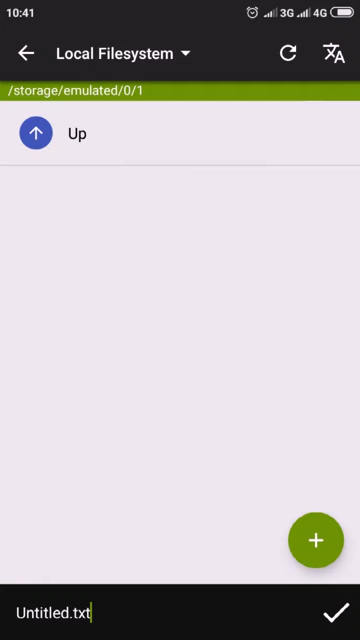 10:41 3G 4G
Local Filesystem
/storage/emulated/0/1
Up
Untitled.txt